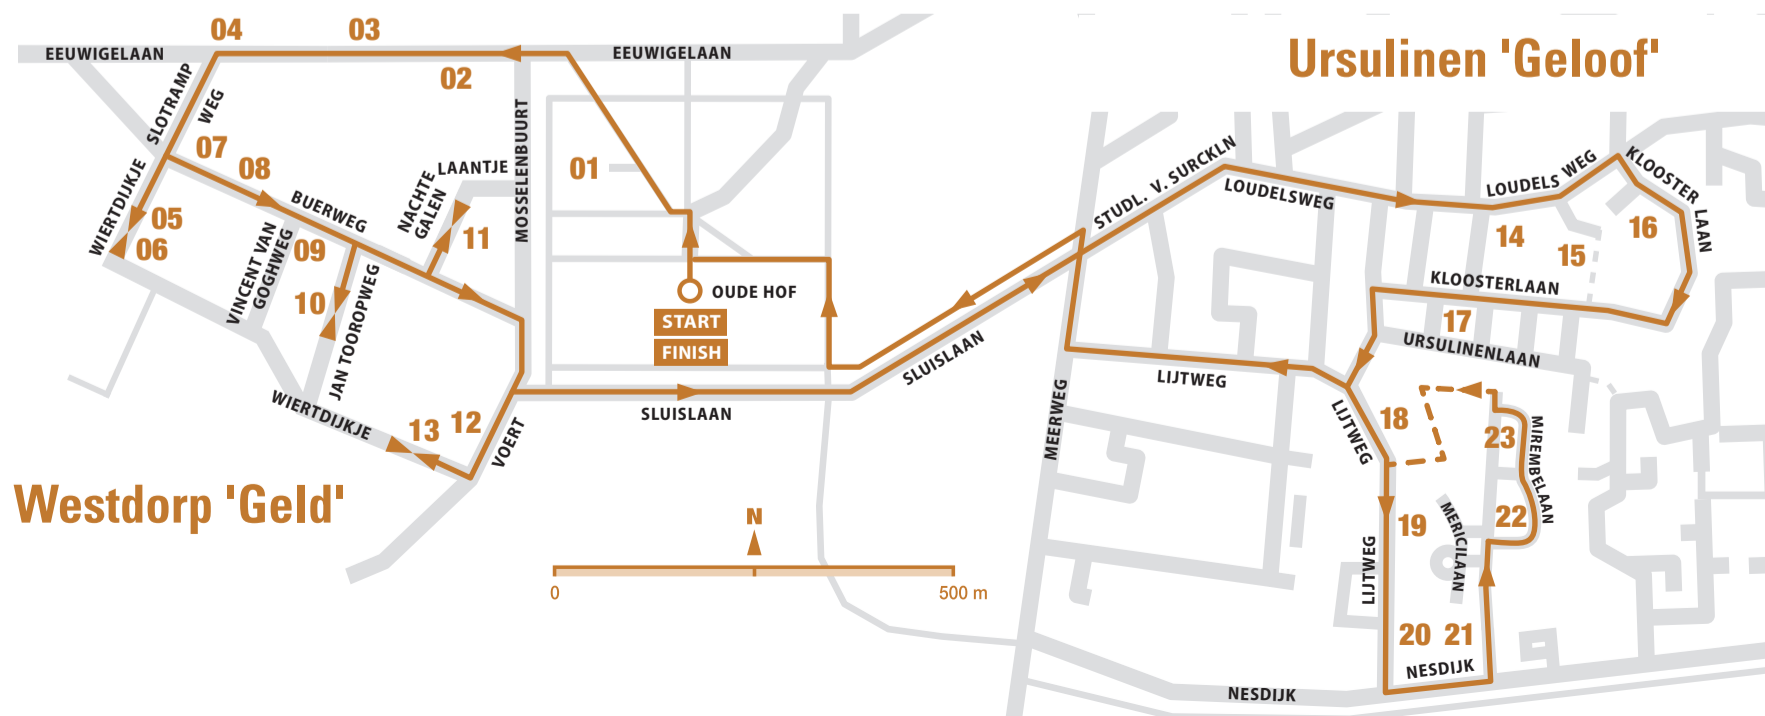 04
03
EEUWIGELAAN
EEUWIGELAAN
02
Ursulinen 'Geloof'
SLOTRAMP
WEG
07
08
MOSSELENBUURT
LAANTJE
NACHTE
GALEN
01
WIERTDIJKJE
05
06
BUERWEG
VINCENT VAN
GOGHWEG
09
10
11
JAN TOOROPWEG
OUDE HOF
START
FINISH
STUDL. V. SURCKLN
LOUDELSWEG
LOUDELS
WEG
KLOOSTER
LAAN
14
15
16
KLOOSTERLAAN
17
URSULINENLAAN
SLUISLAAN
SLUISLAAN
WIERTDIJKJE
13
12
VOERT
MEERWEG
LIJTWEG
LIJTWEG
18
23
MIREMBELAAN
Westdorp 'Geld'
N
0
500 m
19
22
MERICILAAN
LIJTWEG
20
21
NESDIJK
NESDIJK